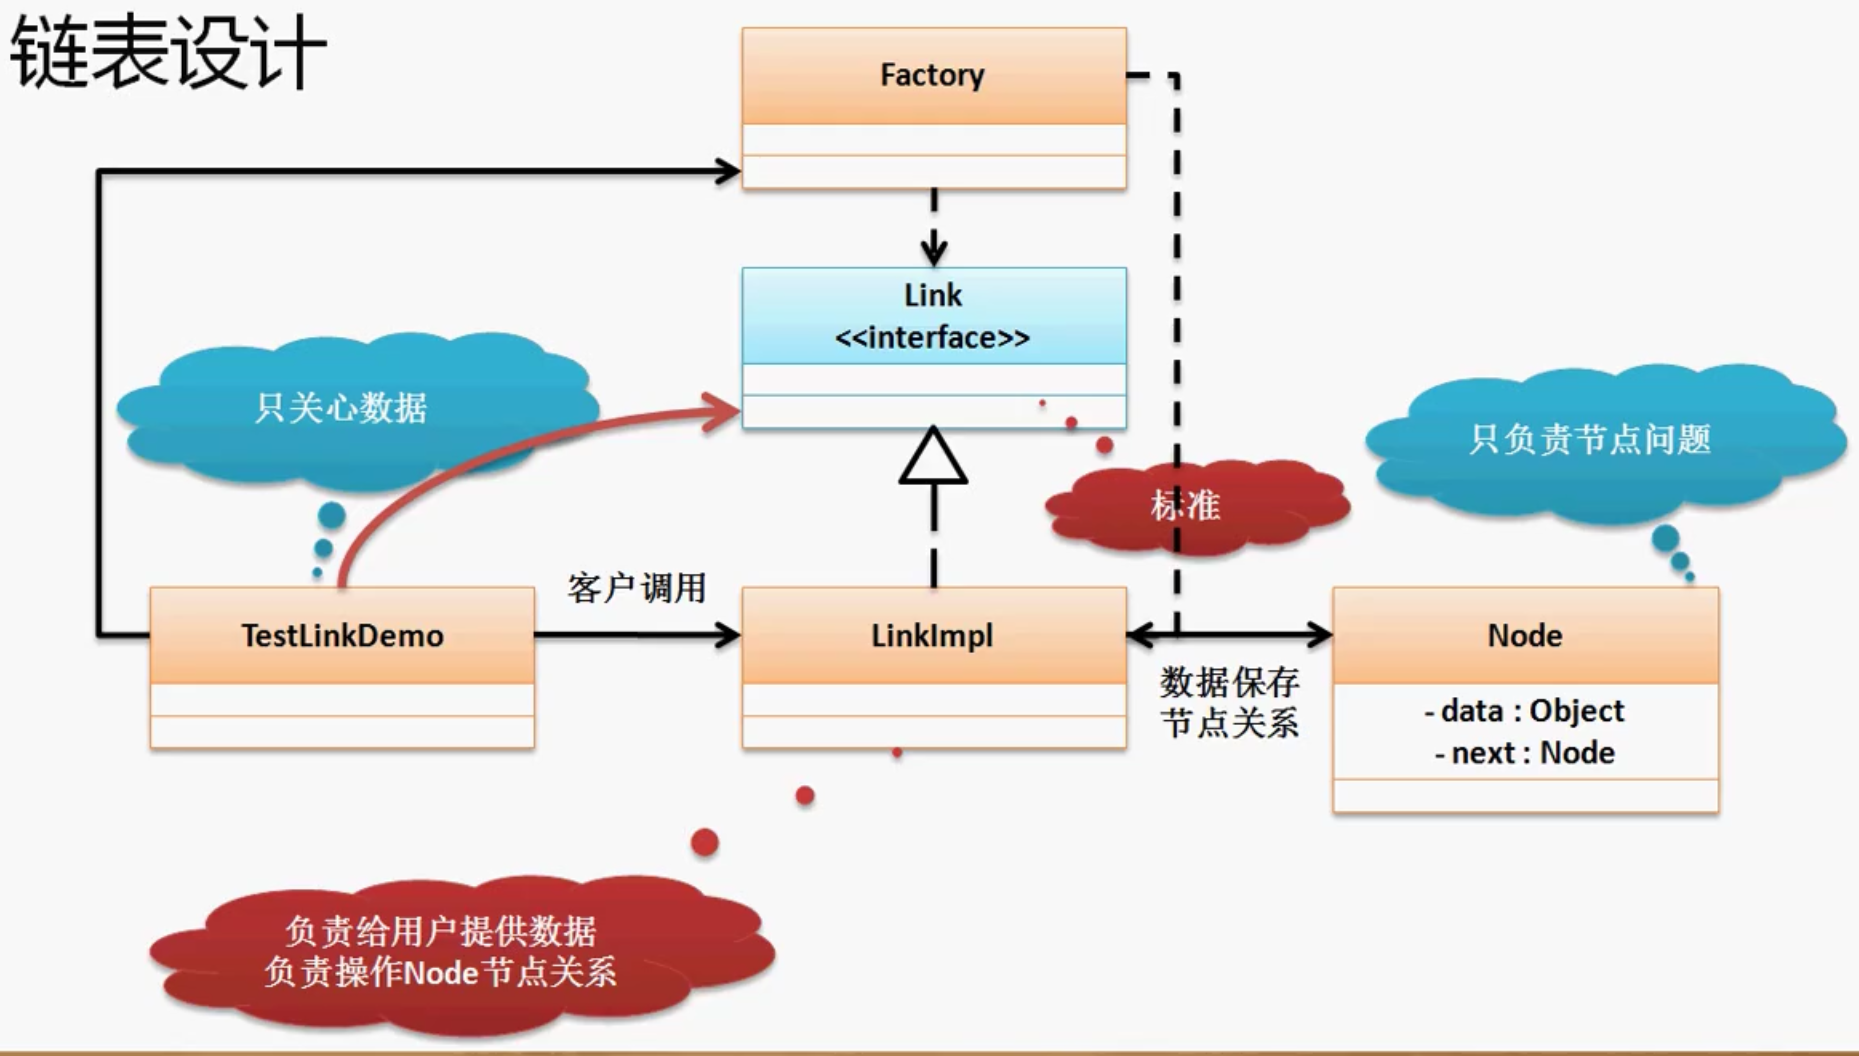 链表设计
Factory
Link
<<interface>>
只关心数据
只负责节点问题
标准
客户调用
TestLinkDemo
LinkImpl
Node
数据保存
节点关系
- data : Object
- next : Node
负责给用户提供数据
负责操作Node节点关系